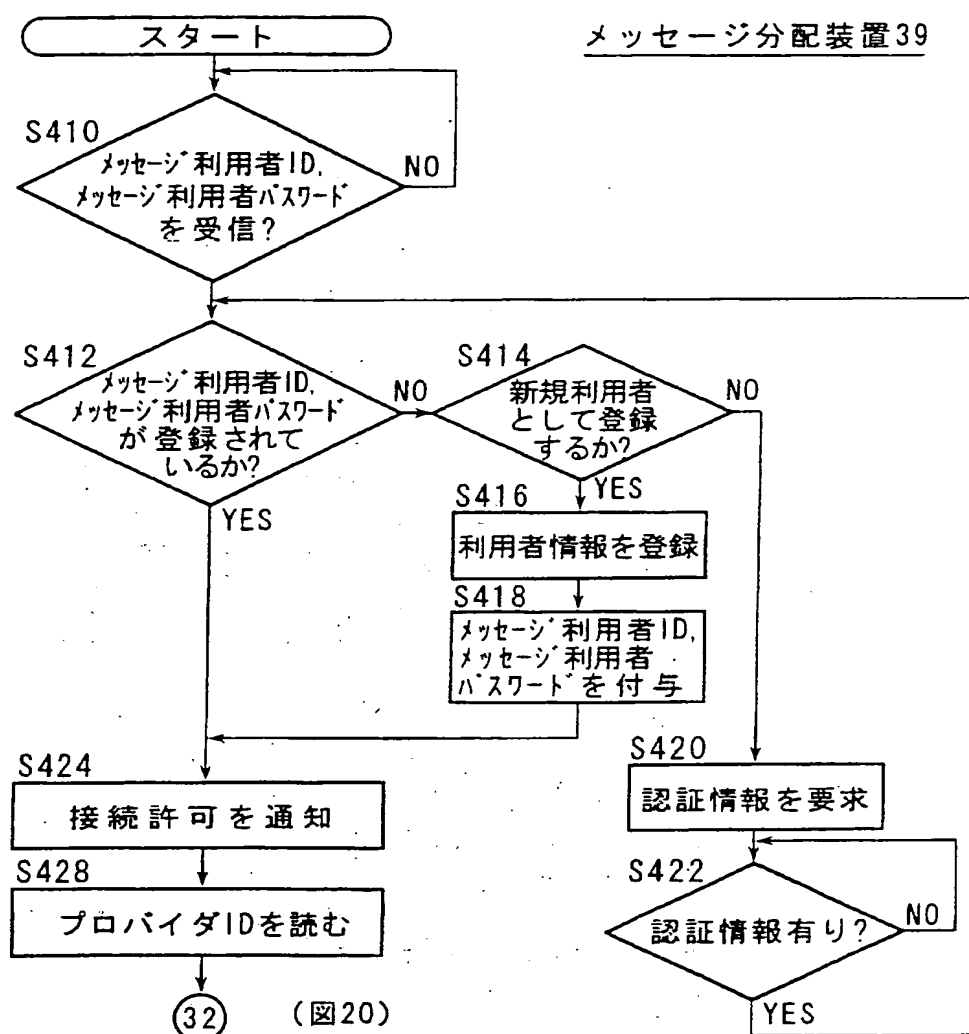 スタート
メッセージ分配装置39
S410
メッセージ利用者ID,
メッセージ利用者パスワード
を受信?
NO
S412
メッセージ利用者ID,
メッセージ利用者パスワード
が登録されて
いるか?
NO
YES
S414
新規利用者
として登録
するか?
NO
YES
S416
利用者情報を登録
S418
メッセージ利用者ID,
メッセージ利用者
パスワードを付与
S424
接続許可を通知
S428
プロバイダIDを読む
S420
認証情報を要求
S422
認証情報有り?
NO
YES
32
(図20)